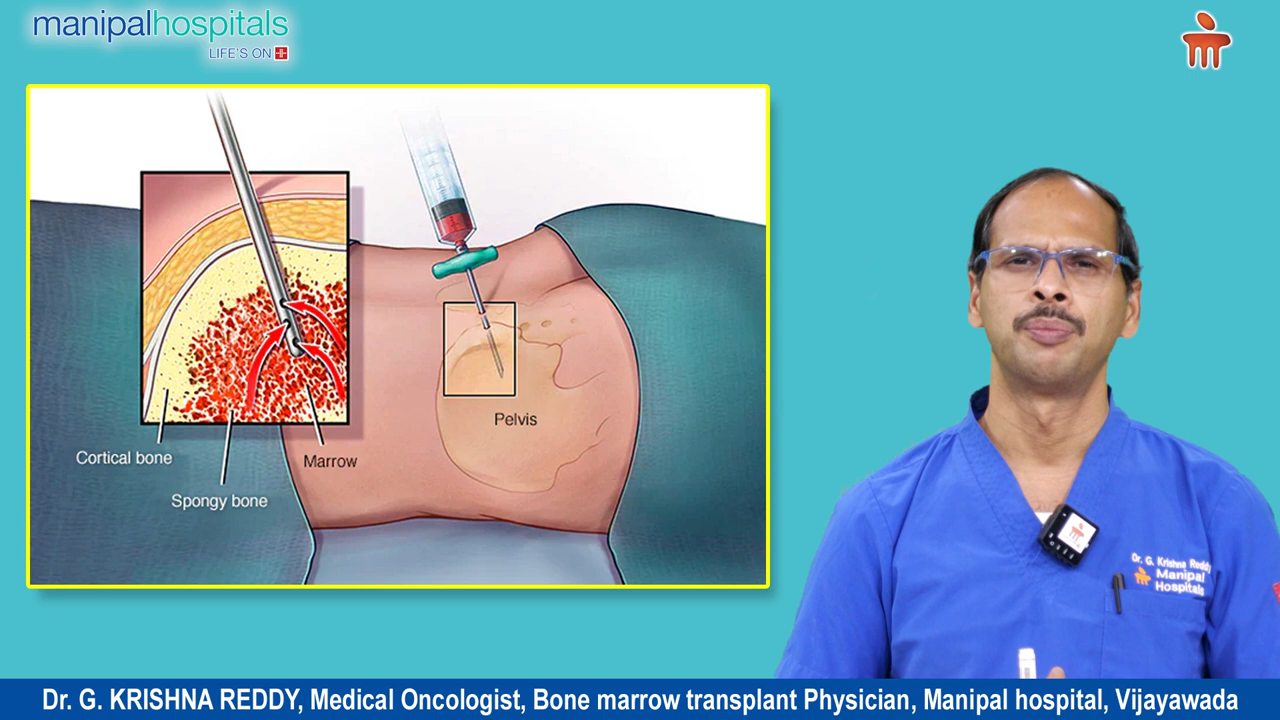 manipalhospitals
LIFE'S ON
Pelvis
Cortical bone
Marrow
Spongy bone
Dr. G. Krishna Reddy
Manipal
Hospitals
Dr. G. KRISHNA REDDY, Medical Oncologist, Bone marrow transplant Physician, Manipal hospital, Vijayawada